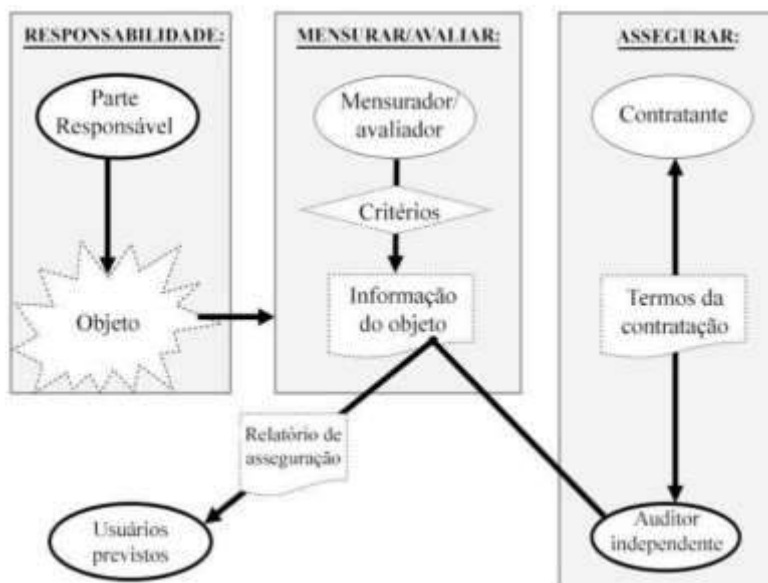 RESPONSABILIDADE:
Parte
Responsável
Objeto
MENSURAR/AVALIAR:
Mensurador/
avaliador
Critérios
Informação
do objeto
ASSEGURAR:
Contratante
Termos da
contratação
Auditor
independente
Relatório de
asseguração
Usuários
previstos